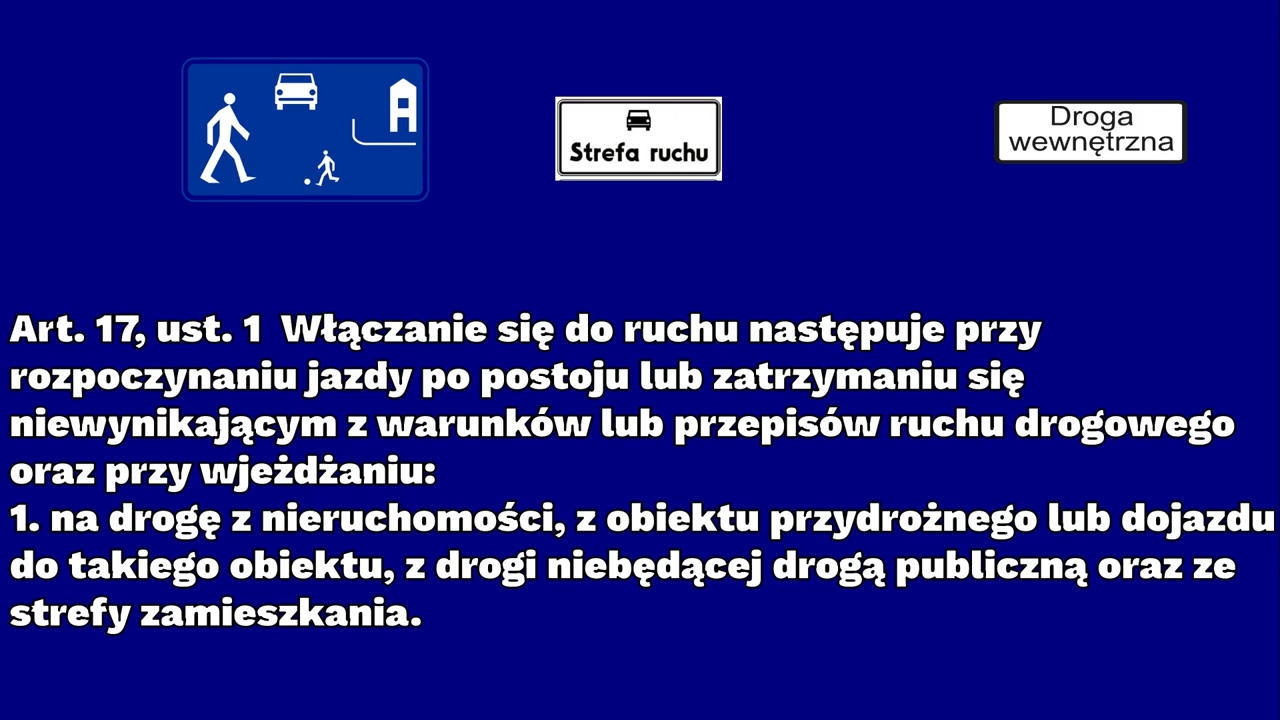 Strefa ruchu
Droga
wewnętrzna
Art. 17, ust. 1 Włączanie się do ruchu następuje przy
rozpoczynaniu jazdy po postoju lub zatrzymaniu się
niewynikającym z warunków lub przepisów ruchu drogowego
oraz przy wjeżdżaniu:
1. na drogę z nieruchomości, z obiektu przydrożnego lub dojazdu
do takiego obiektu, z drogi niebędącej drogą publiczną oraz ze
strefy zamieszkania.